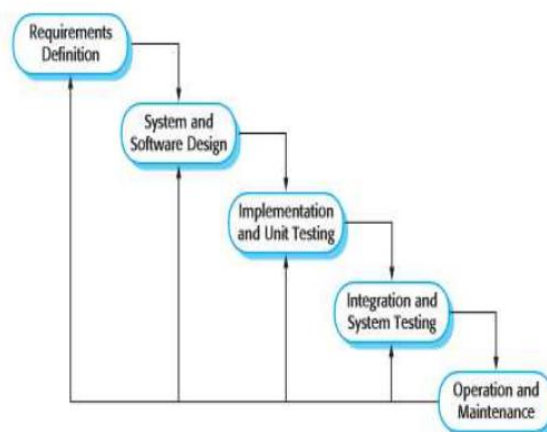 Requirements
Definition
System and
Software Design
Implementation
and Unit Testing
Integration and
System Testing
Operation and
Maintenance